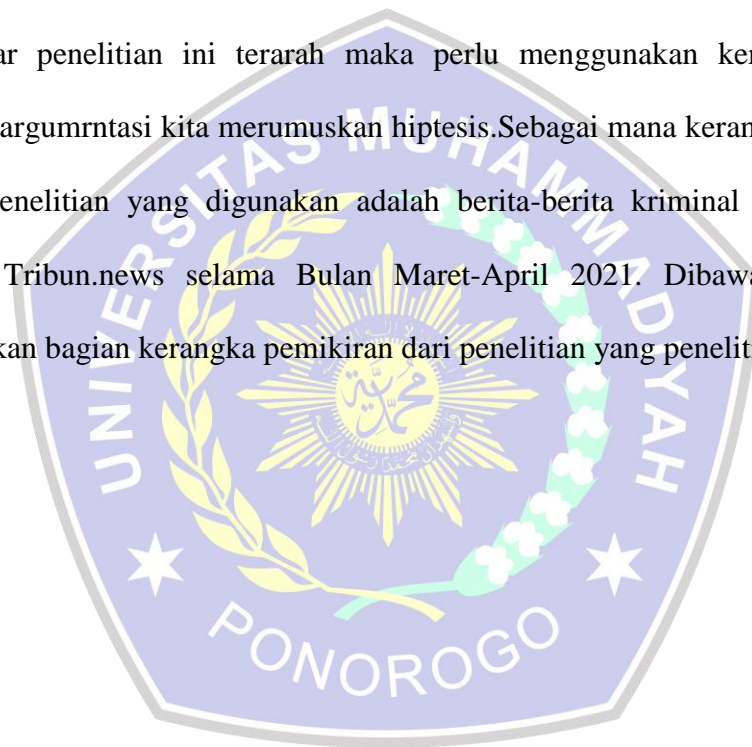 ar penelitian ini terarah maka perlu menggunakan ker
argumrntasi kita merumuskan hiptesis.Sebagai mana keran
enelitian yang digunakan adalah berita-berita kriminal
Tribun.news selama Bulan Maret-April 2021. Dibawa
kan bagian kerangka pemikiran dari penelitian yang penelit
UNIVERSITAS MUHAMMADIYAH
PONOROGO